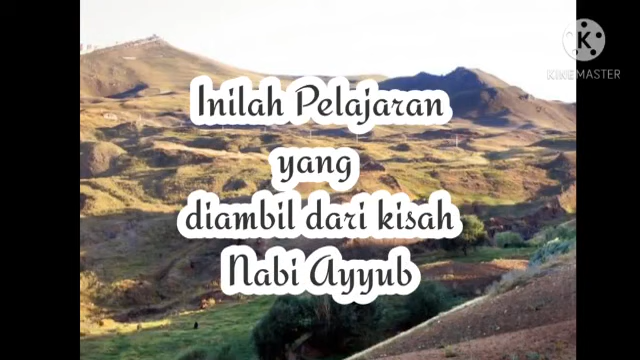 KINEMASTER
Inilah Pelajaran
yang
diambil dari kisah
Nabi Ayyub